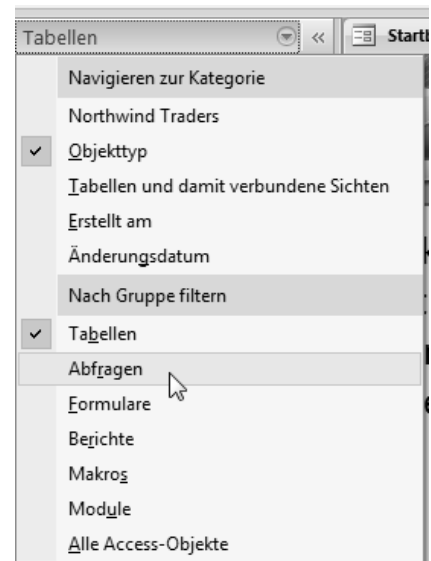 Tabellen «
Navigieren zur Kategorie
Northwind Traders
Objekttyp
Tabellen und damit verbundene Sichten
Erstellt am
Änderungsdatum
Nach Gruppe filtern
Tabellen
Abfragen
Formulare
Berichte
Makros
Module
Alle Access-Objekte